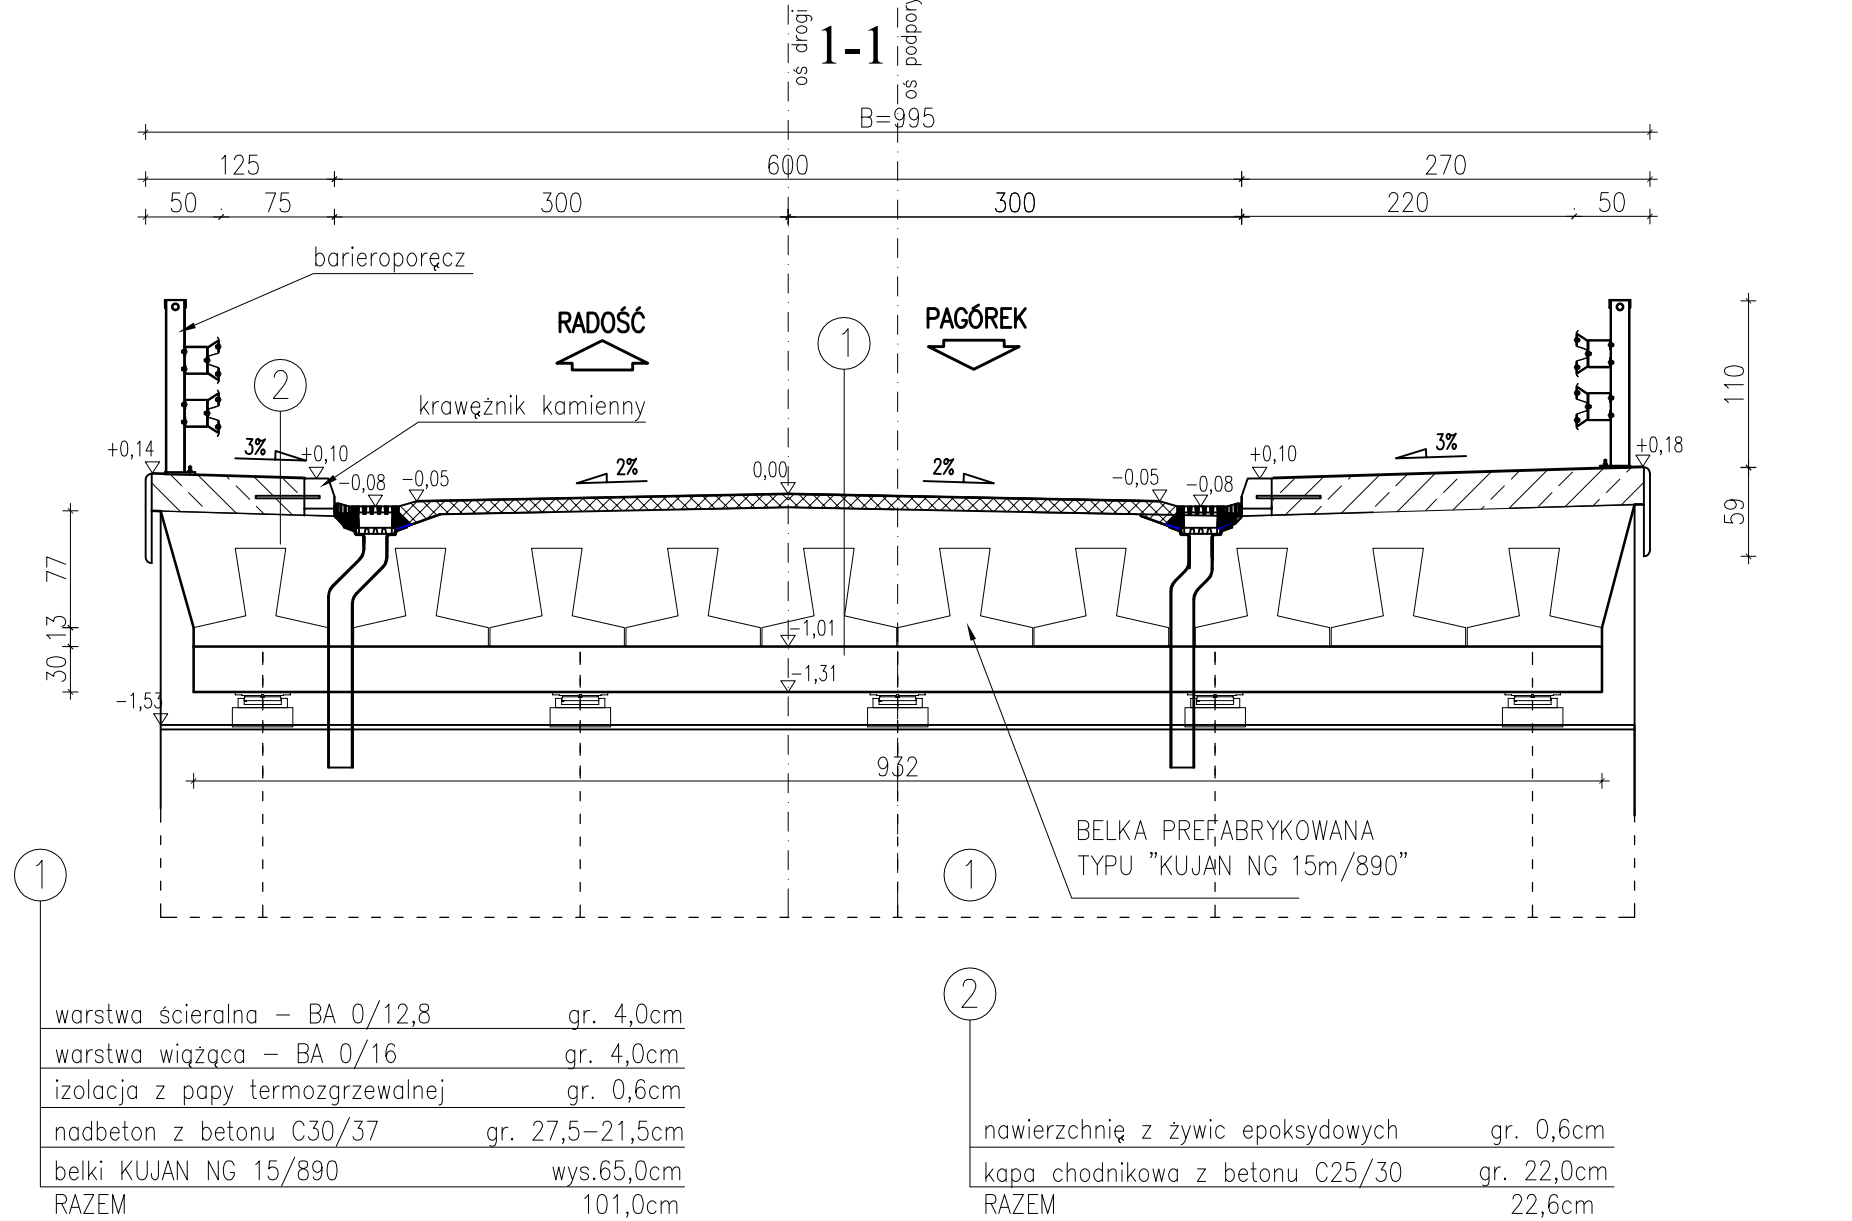 oś drogi
1-1
oś podpory
B=995
125 600 270
50 75 300 300 220 50
barieroporęcz
RADOŚĆ
PAGÓREK
1
2
krawężnik kamienny
110
+0,14 3% +0,10 -0,08 -0,05 2% 0,00 2% -0,05 -0,08 +0,10 3% +0,18
59
77
13
-1,01
30
-1,31
-1,53
932
BELKA PREFABRYKOWANA
TYPU "KUJAN NG 15m/890"
1
1
2
warstwa ścieralna – BA 0/12,8 gr. 4,0cm
warstwa wiążąca – BA 0/16 gr. 4,0cm
izolacja z papy termozgrzewalnej gr. 0,6cm
nadbeton z betonu C30/37 gr. 27,5–21,5cm
belki KUJAN NG 15/890 wys.65,0cm
RAZEM 101,0cm
nawierzchnię z żywic epoksydowych gr. 0,6cm
kapa chodnikowa z betonu C25/30 gr. 22,0cm
RAZEM 22,6cm